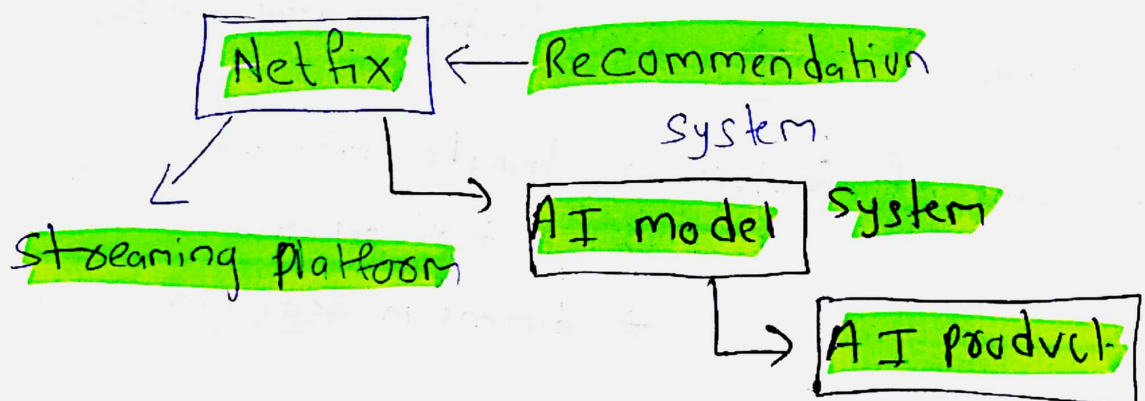 Netfix
Recommendation
system.
AI model
system
streaming platform
AI product